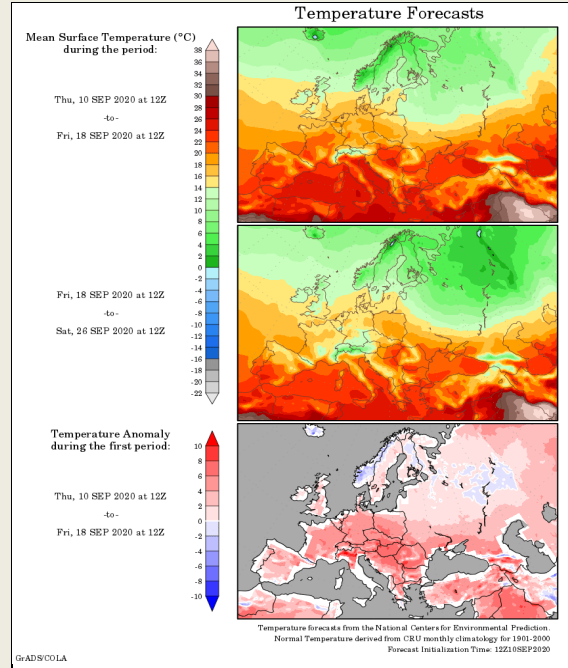 Temperature Forecasts
Mean Surface Temperature (°C)
during the period:
Thu, 10 SEP 2020 at 12Z
-to-
Fri, 18 SEP 2020 at 12Z
38
36
34
32
30
28
26
24
22
20
18
16
14
12
10
8
6
4
2
0
-2
-4
-6
-8
-10
-12
-14
-16
-18
-20
-22
Fri, 18 SEP 2020 at 12Z
-to-
Sat, 26 SEP 2020 at 12Z
Temperature Anomaly
during the first period:
Thu, 10 SEP 2020 at 12Z
-to-
Fri, 18 SEP 2020 at 12Z
10
8
6
4
2
0
-2
-4
-6
-8
-10
Temperature forecasts from the National Centers for Environmental Prediction.
Normal Temperature derived from CRU monthly climatology for 1901-2000
Forecast Initialization Time: 12Z10SEP2020
GrADS/COLA